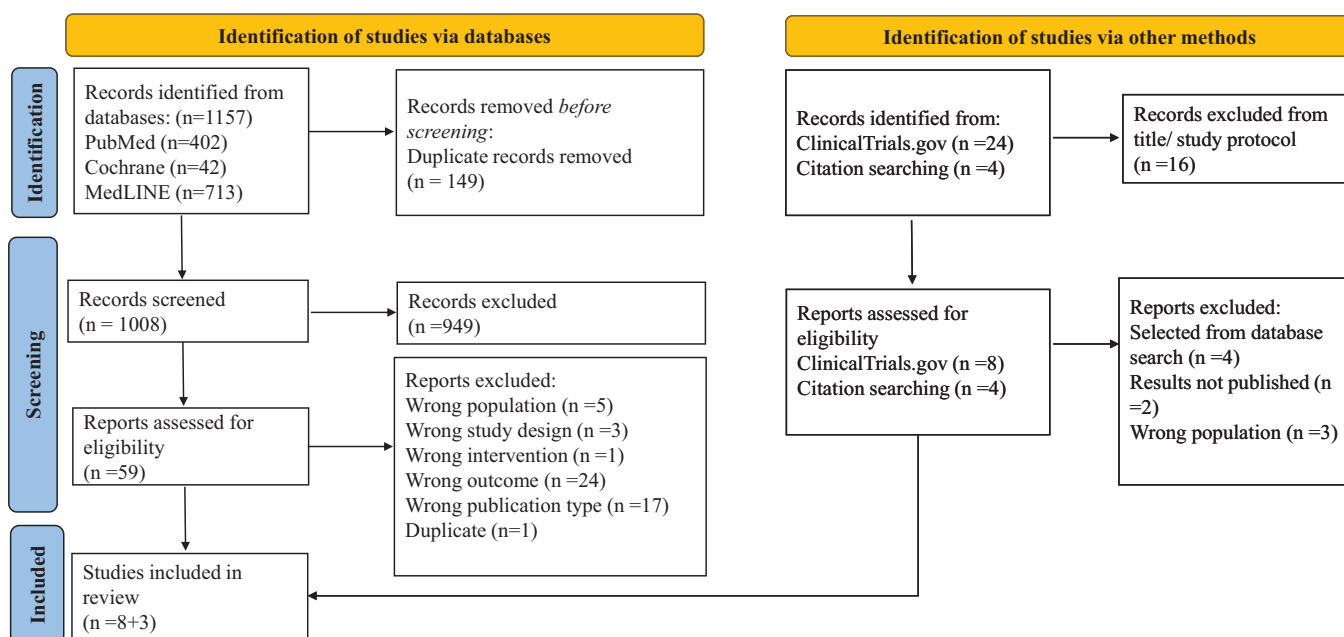 Identification of studies via databases
Identification of studies via other methods
Identification
Records identified from
databases: (n=1157)
PubMed (n=402)
Cochrane (n=42)
MedLINE (n=713)
Records removed before
screening:
Duplicate records removed
(n = 149)
Records identified from:
ClinicalTrials.gov (n =24)
Citation searching (n =4)
Records excluded from
title/ study protocol
(n =16)
Screening
Records screened
(n = 1008)
Records excluded
(n =949)
Reports assessed for
eligibility
ClinicalTrials.gov (n =8)
Citation searching (n =4)
Reports excluded:
Selected from database
search (n =4)
Results not published (n
=2)
Wrong population (n =3)
Reports assessed for
eligibility
(n =59)
Reports excluded:
Wrong population (n =5)
Wrong study design (n =3)
Wrong intervention (n =1)
Wrong outcome (n =24)
Wrong publication type (n =17)
Duplicate (n=1)
Included
Studies included in
review
(n =8+3)